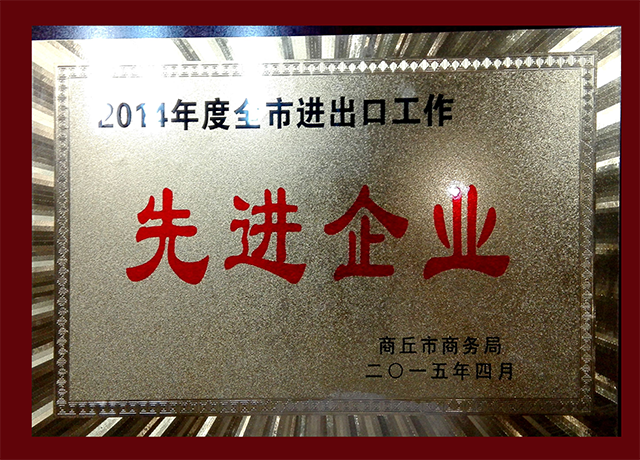 2014年度全市进出口工作
先进企业
商丘市商务局
二〇一五年四月